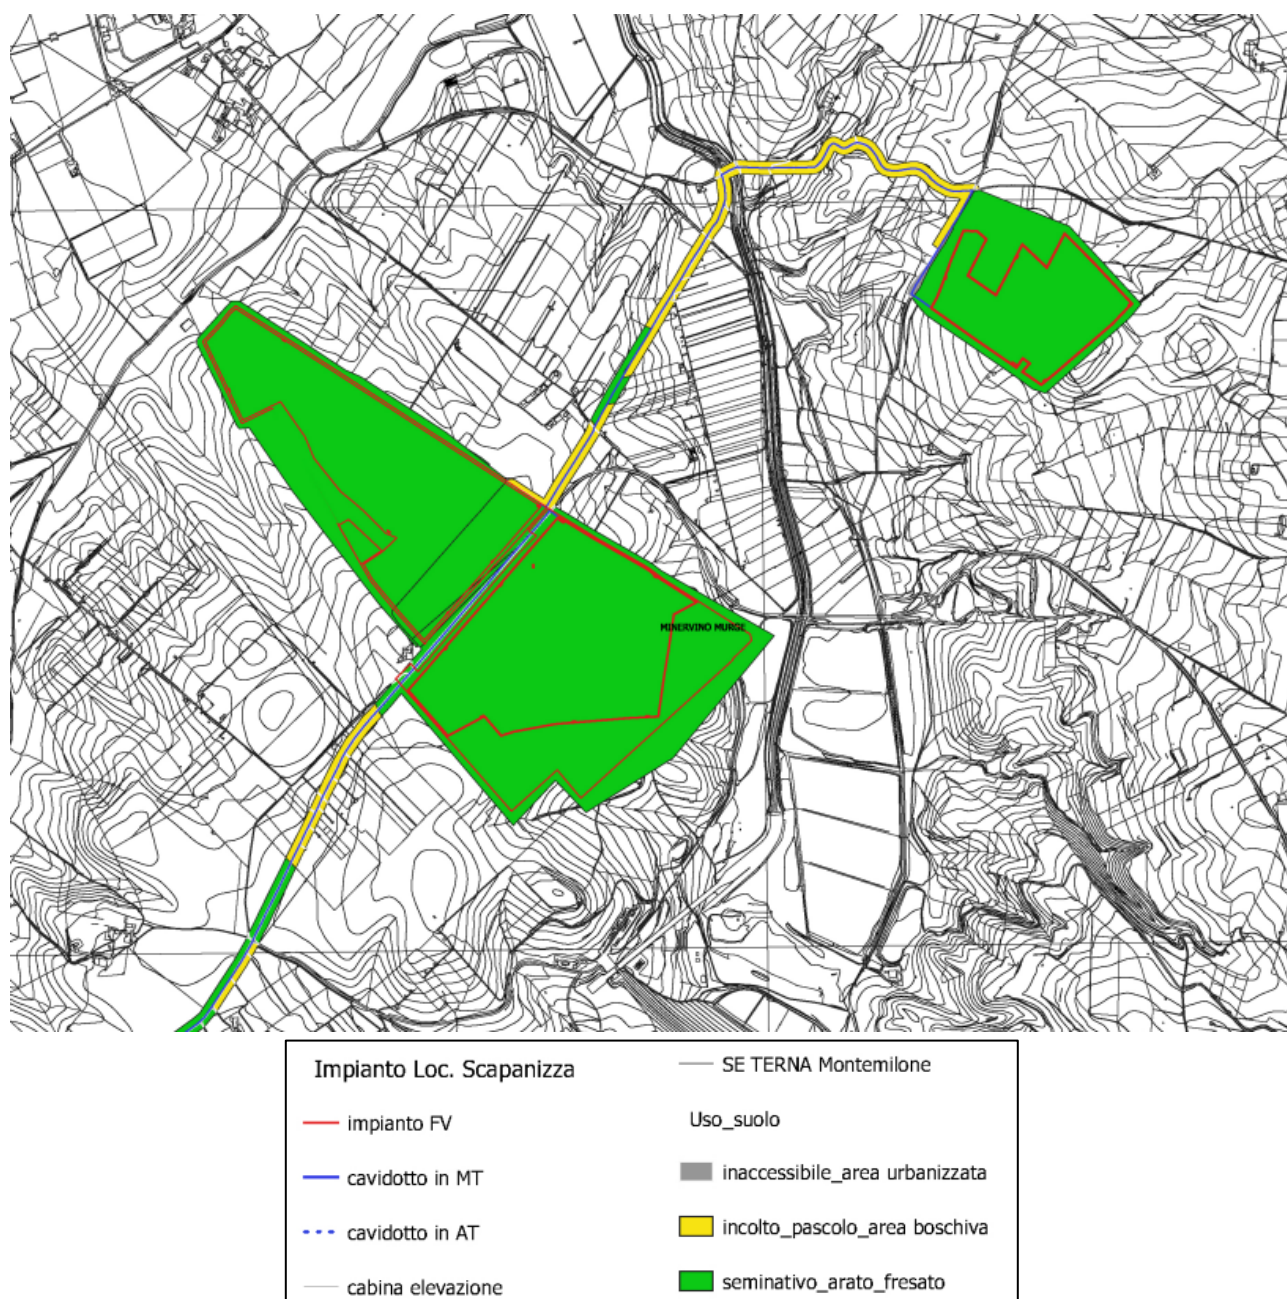 MINERVINO MURGE
Impianto Loc. Scapanizza
impianto FV
cavidotto in MT
cavidotto in AT
cabina elevazione
SE TERNA Montemilone
Uso_suolo
inaccessibile_area urbanizzata
incolto_pascolo_area boschiva
seminativo_arato_fresato